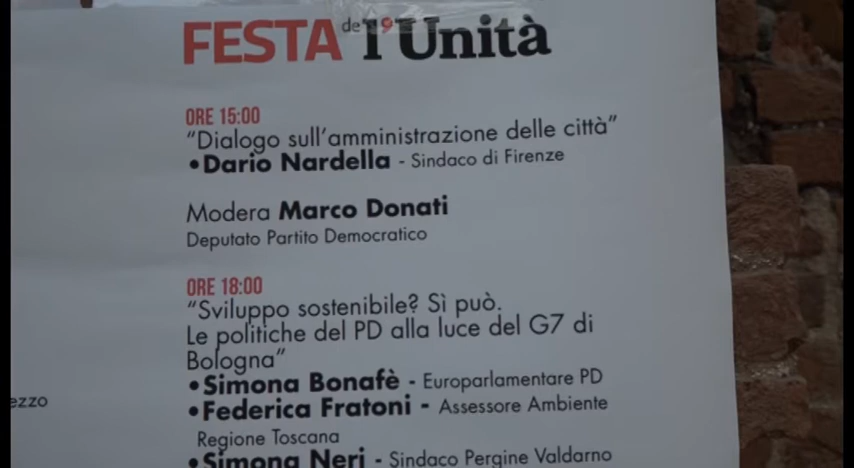 FESTA de l'Unità
ORE 15:00
"Dialogo sull'amministrazione delle città"
•Dario Nardella - Sindaco di Firenze
Modera Marco Donati
Deputato Partito Democratico
ORE 18:00
"Sviluppo sostenibile? Sì può.
Le politiche del PD alla luce del G7 di
Bologna"
•Simona Bonafè - Europarlamentare PD
•Federica Fratoni - Assessore Ambiente
Regione Toscana
•Simona Neri - Sindaco Pergine Valdarno
ezzo